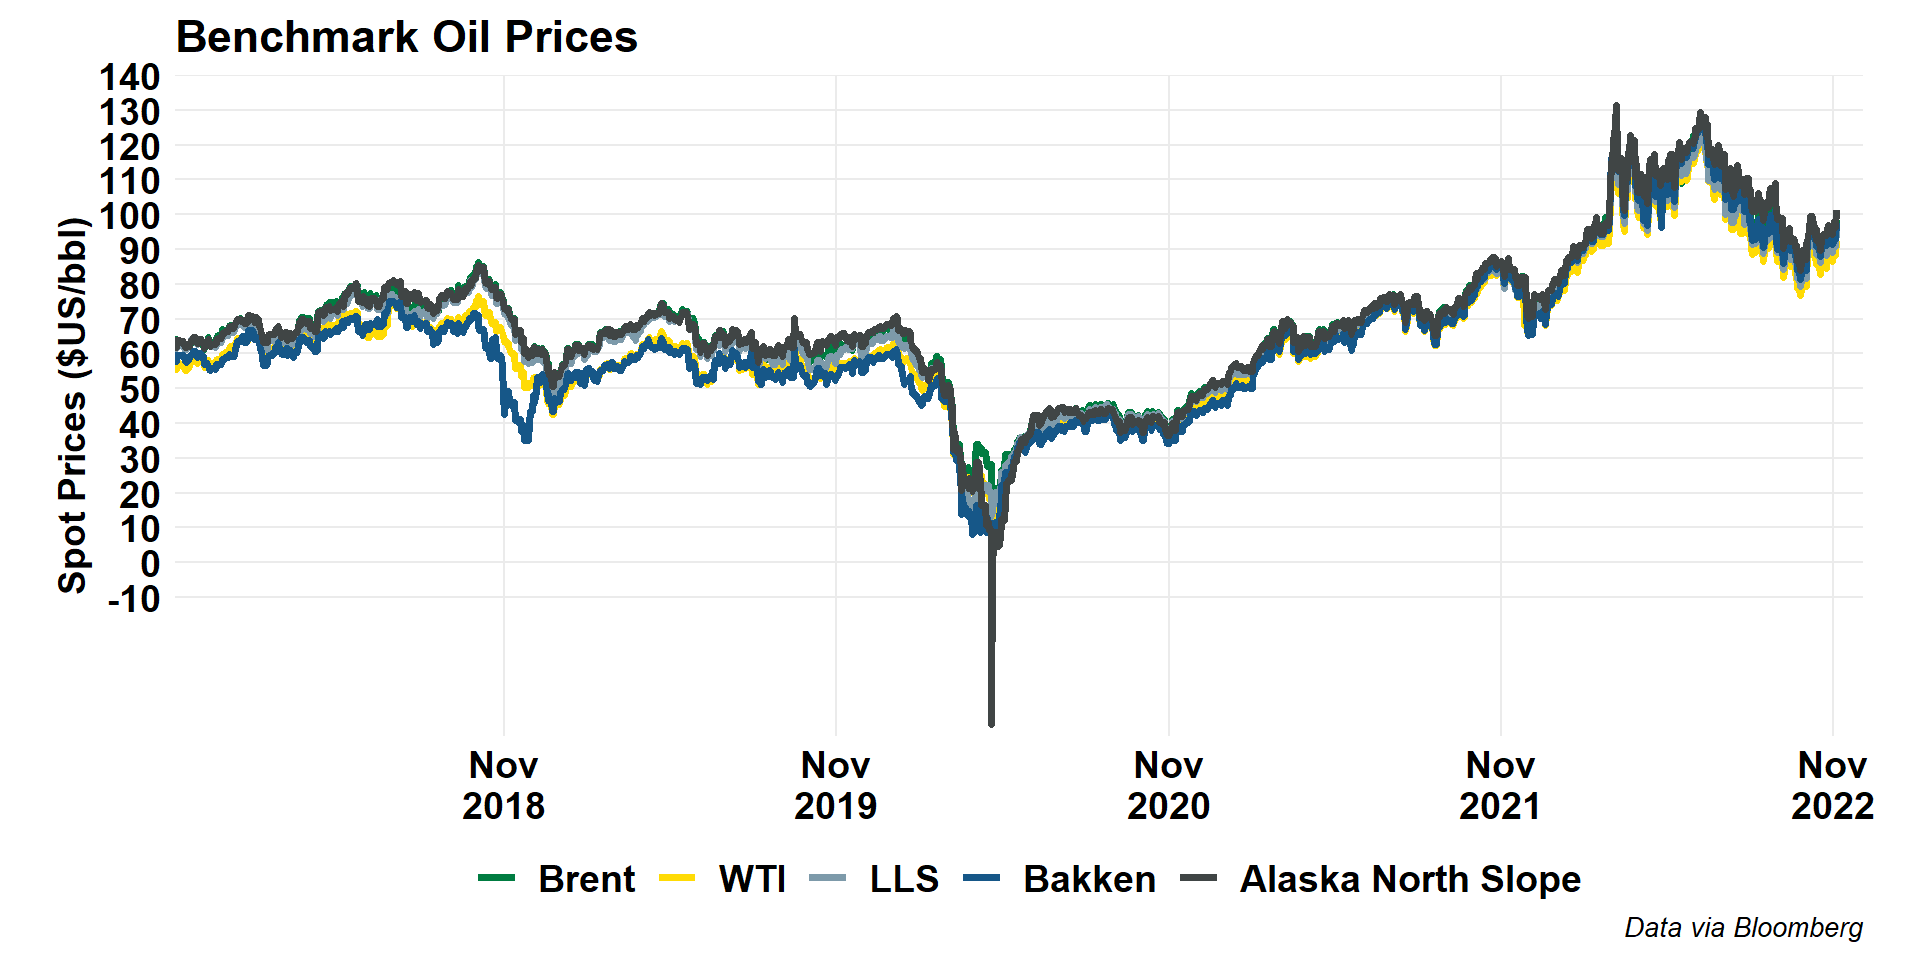 Benchmark Oil Prices
Spot Prices ($US/bbl)
140
130
120
110
100
90
80
70
60
50
40
30
20
10
0
-10
Nov 2018
Nov 2019
Nov 2020
Nov 2021
Nov 2022
Brent WTI LLS Bakken Alaska North Slope
Data via Bloomberg